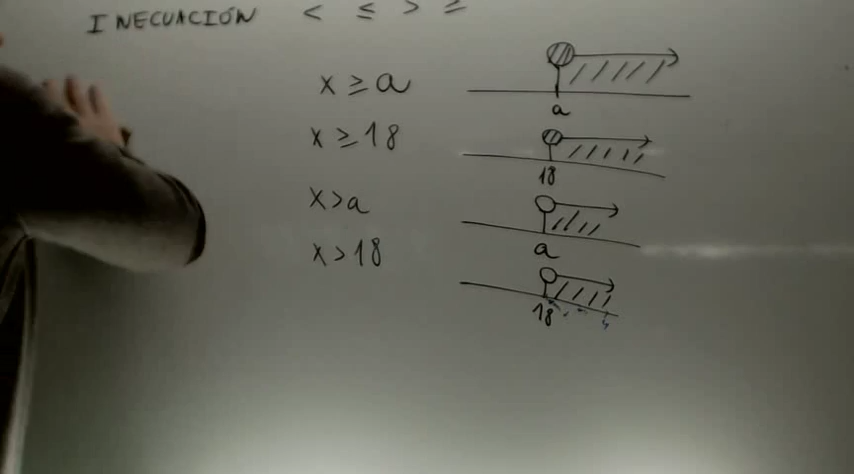 INECUACIÓN < ≤ > ≥
x ≥ a
a
x ≥ 18
18
x > a
a
x > 18
18